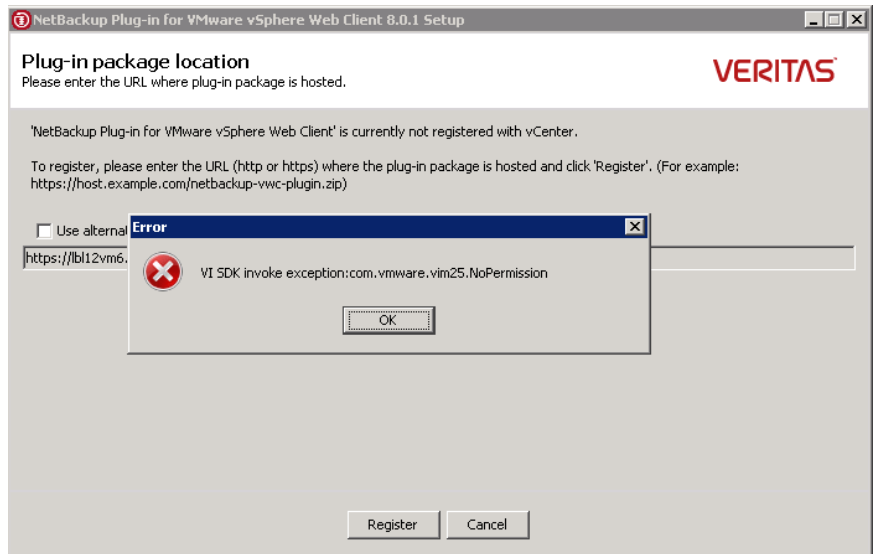 NetBackup Plug-in for VMware vSphere Web Client 8.0.1 Setup
Plug-in package location
Please enter the URL where plug-in package is hosted.
VERITAS
'NetBackup Plug-in for VMware vSphere Web Client' is currently not registered with vCenter.
To register, please enter the URL (http or https) where the plug-in package is hosted and click 'Register'. (For example:
https://host.example.com/netbackup-vwc-plugin.zip)
Use alternat
https://lbl12vm6.
Error
VI SDK invoke exception:com.vmware.vim25.NoPermission
OK
Register
Cancel